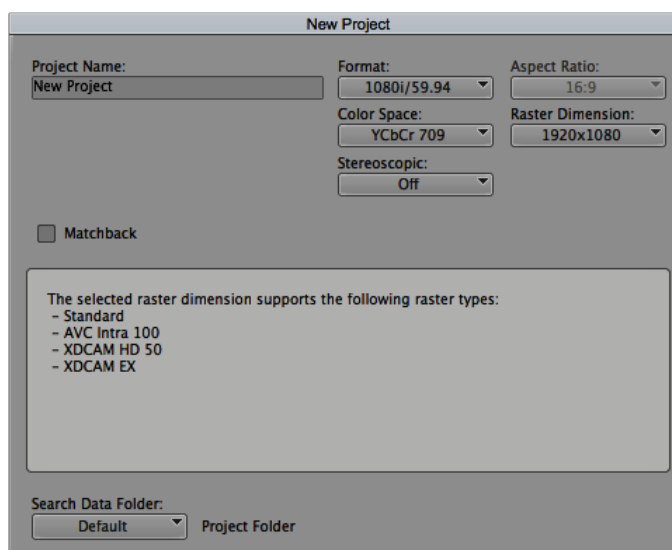 New Project
Project Name:
New Project
Format:
1080i/59.94
Aspect Ratio:
16:9
Color Space:
YCbCr 709
Raster Dimension:
1920x1080
Stereoscopic:
Off
Matchback
The selected raster dimension supports the following raster types:
– Standard
– AVC Intra 100
– XDCAM HD 50
– XDCAM EX
Search Data Folder:
Default
Project Folder